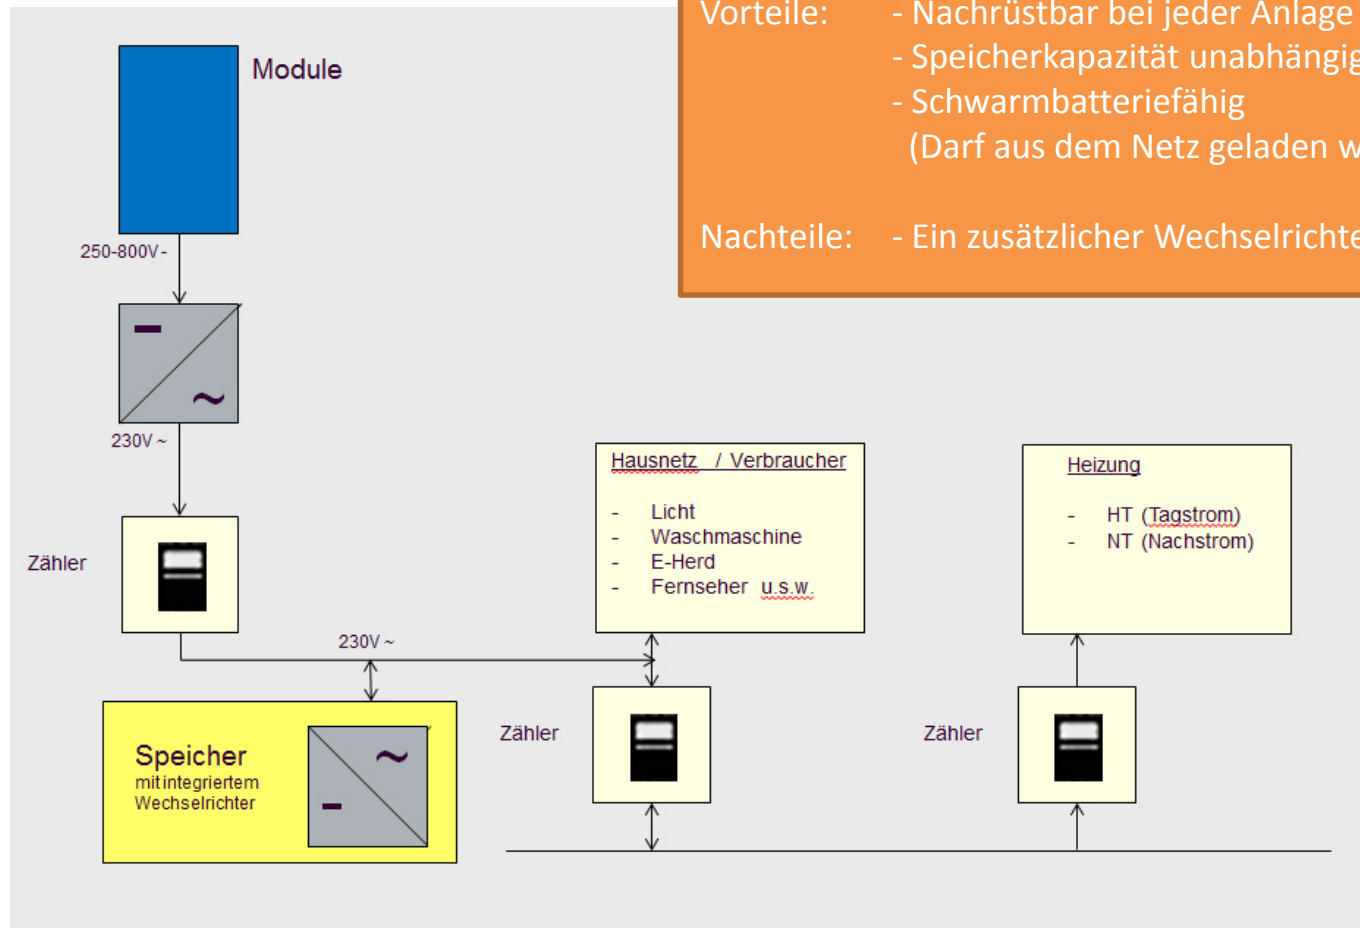 Vorteile: - Nachrüstbar bei jeder Anlage
- Speicherkapazität unabhängig
- Schwarmbatteriefähig
(Darf aus dem Netz geladen w
Nachteile: - Ein zusätzlicher Wechselrichte
Module
250-800V -
230V ~
Zähler
230V ~
Speicher
mit integriertem
Wechselrichter
Hausnetz / Verbraucher
- Licht
- Waschmaschine
- E-Herd
- Fernseher u.s.w.
Zähler
Heizung
- HT (Tagstrom)
- NT (Nachstrom)
Zähler